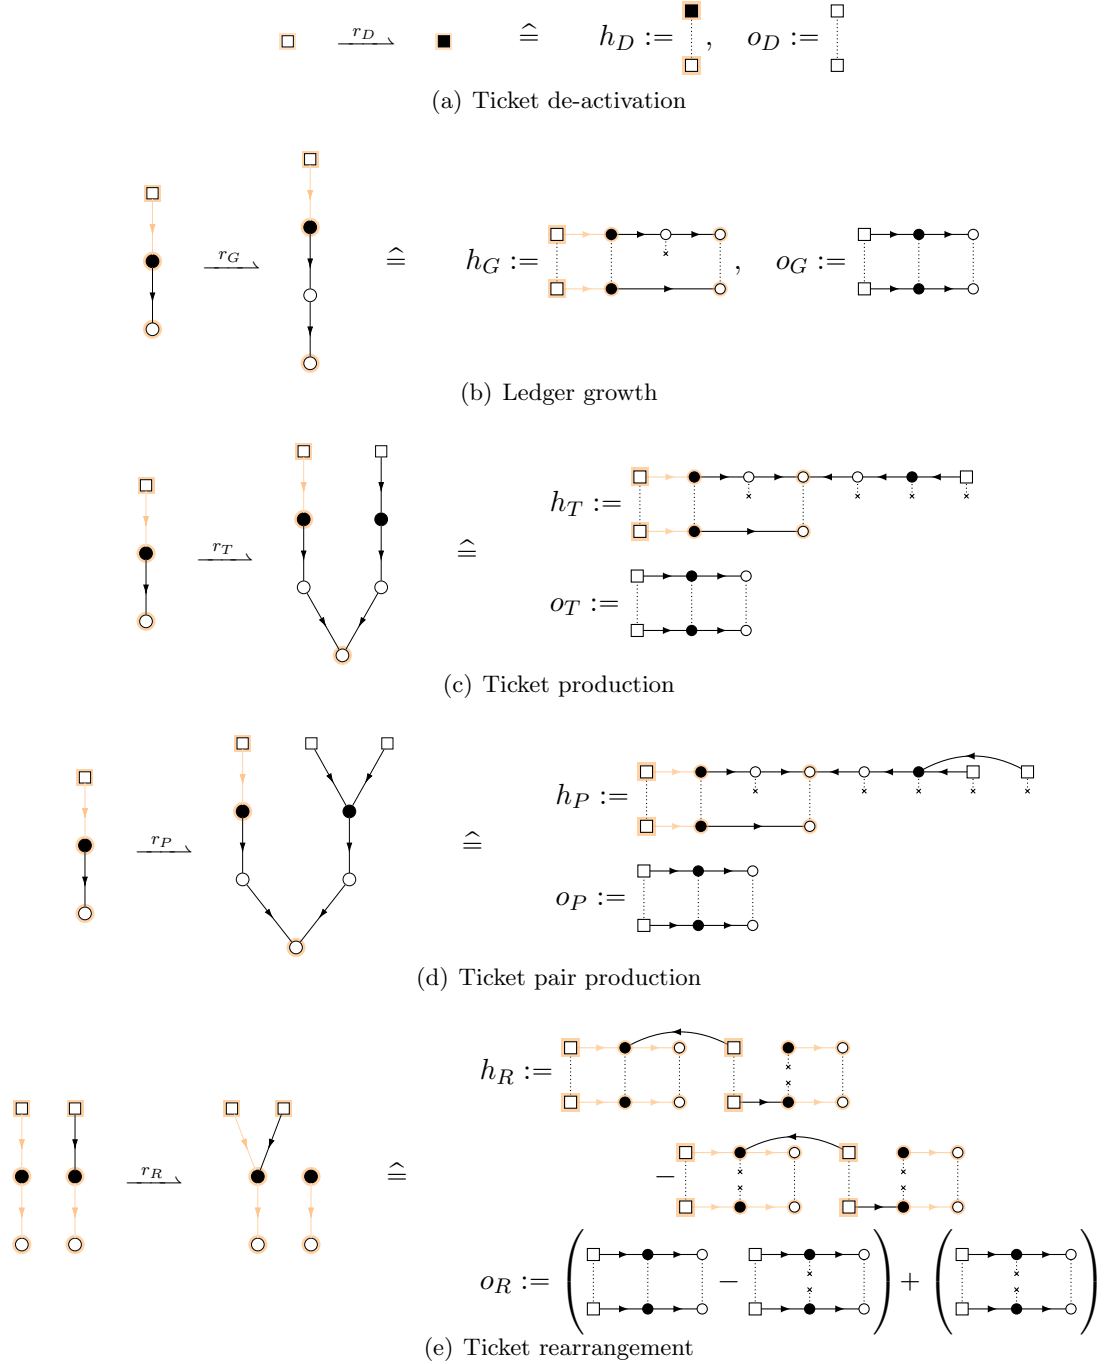 r_D ≙ h_D := , o_D :=
(a) Ticket de-activation
r_G ≙ h_G := , o_G :=
(b) Ledger growth
h_T :=
r_T ≙
o_T :=
(c) Ticket production
h_P :=
r_P ≙
o_P :=
(d) Ticket pair production
h_R :=
r_R ≙
−
o_R := ( − ) + ( )
(e) Ticket rearrangement